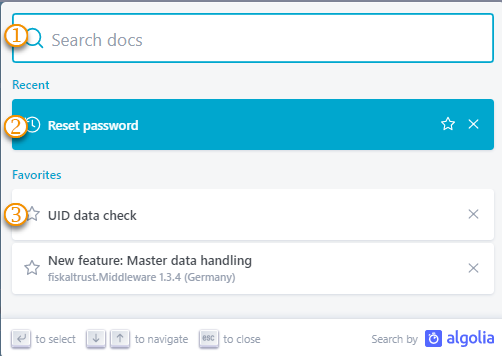 1 Search docs
Recent
2 Reset password
Favorites
3 UID data check
New feature: Master data handling
fiskaltrust.Middleware 1.3.4 (Germany)
to select to navigate esc to close Search by algolia